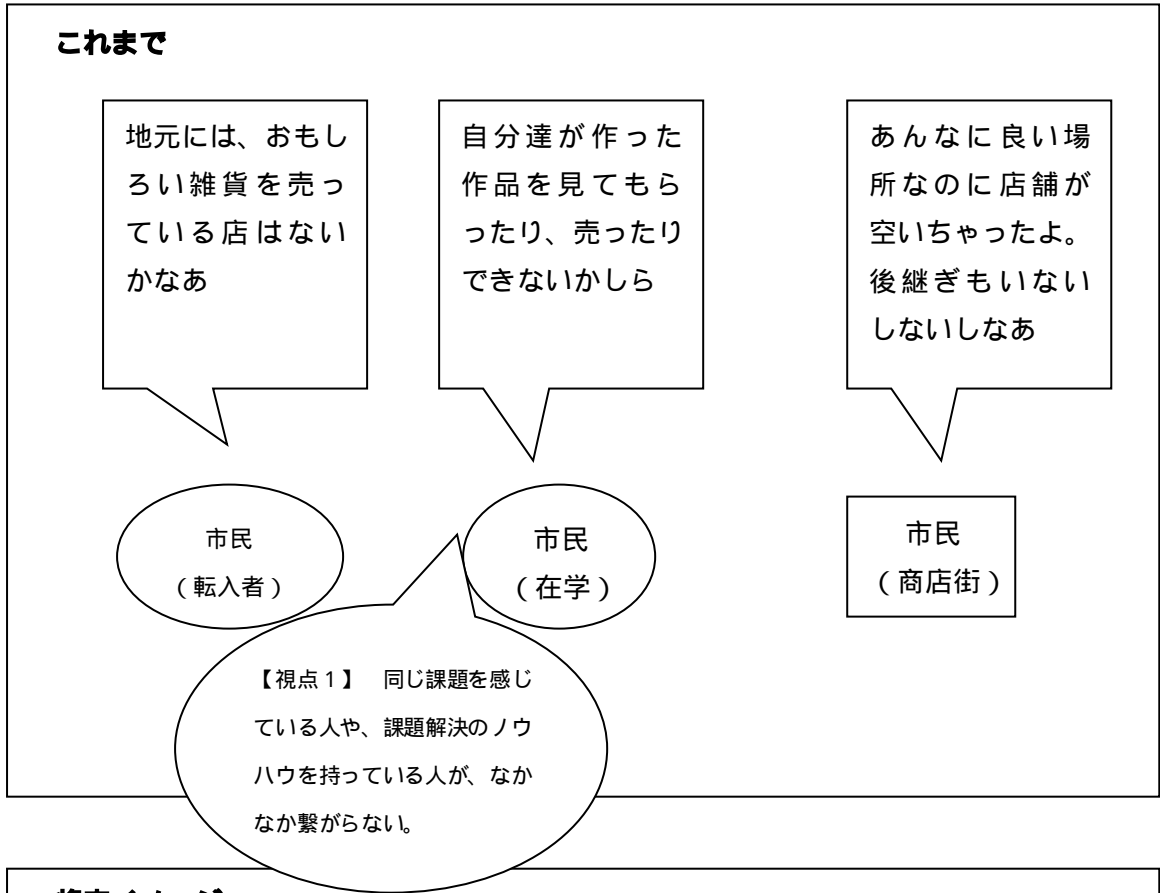 これまで
地元には、おもし
ろい雑貨を売っ
ている店はない
かなあ
自分達が作った
作品を見てもら
ったり、売ったり
できないかしら
あんなに良い場
所なのに店舗が
空いちゃったよ。
後継ぎもいない
しないしなあ
市民
（転入者）
市民
（在学）
市民
（商店街）
【視点１】　同じ課題を感じ
ている人や、課題解決のノウ
ハウを持っている人が、なか
なか繋がらない。